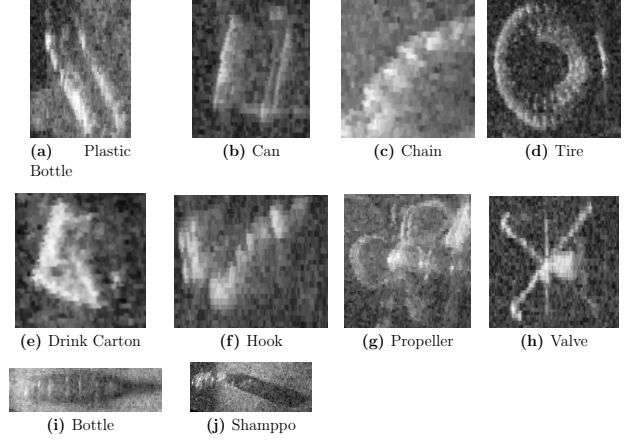 (a) Plastic
Bottle
(b) Can
(c) Chain
(d) Tire
(e) Drink Carton
(f) Hook
(g) Propeller
(h) Valve
(i) Bottle
(j) Shamppo